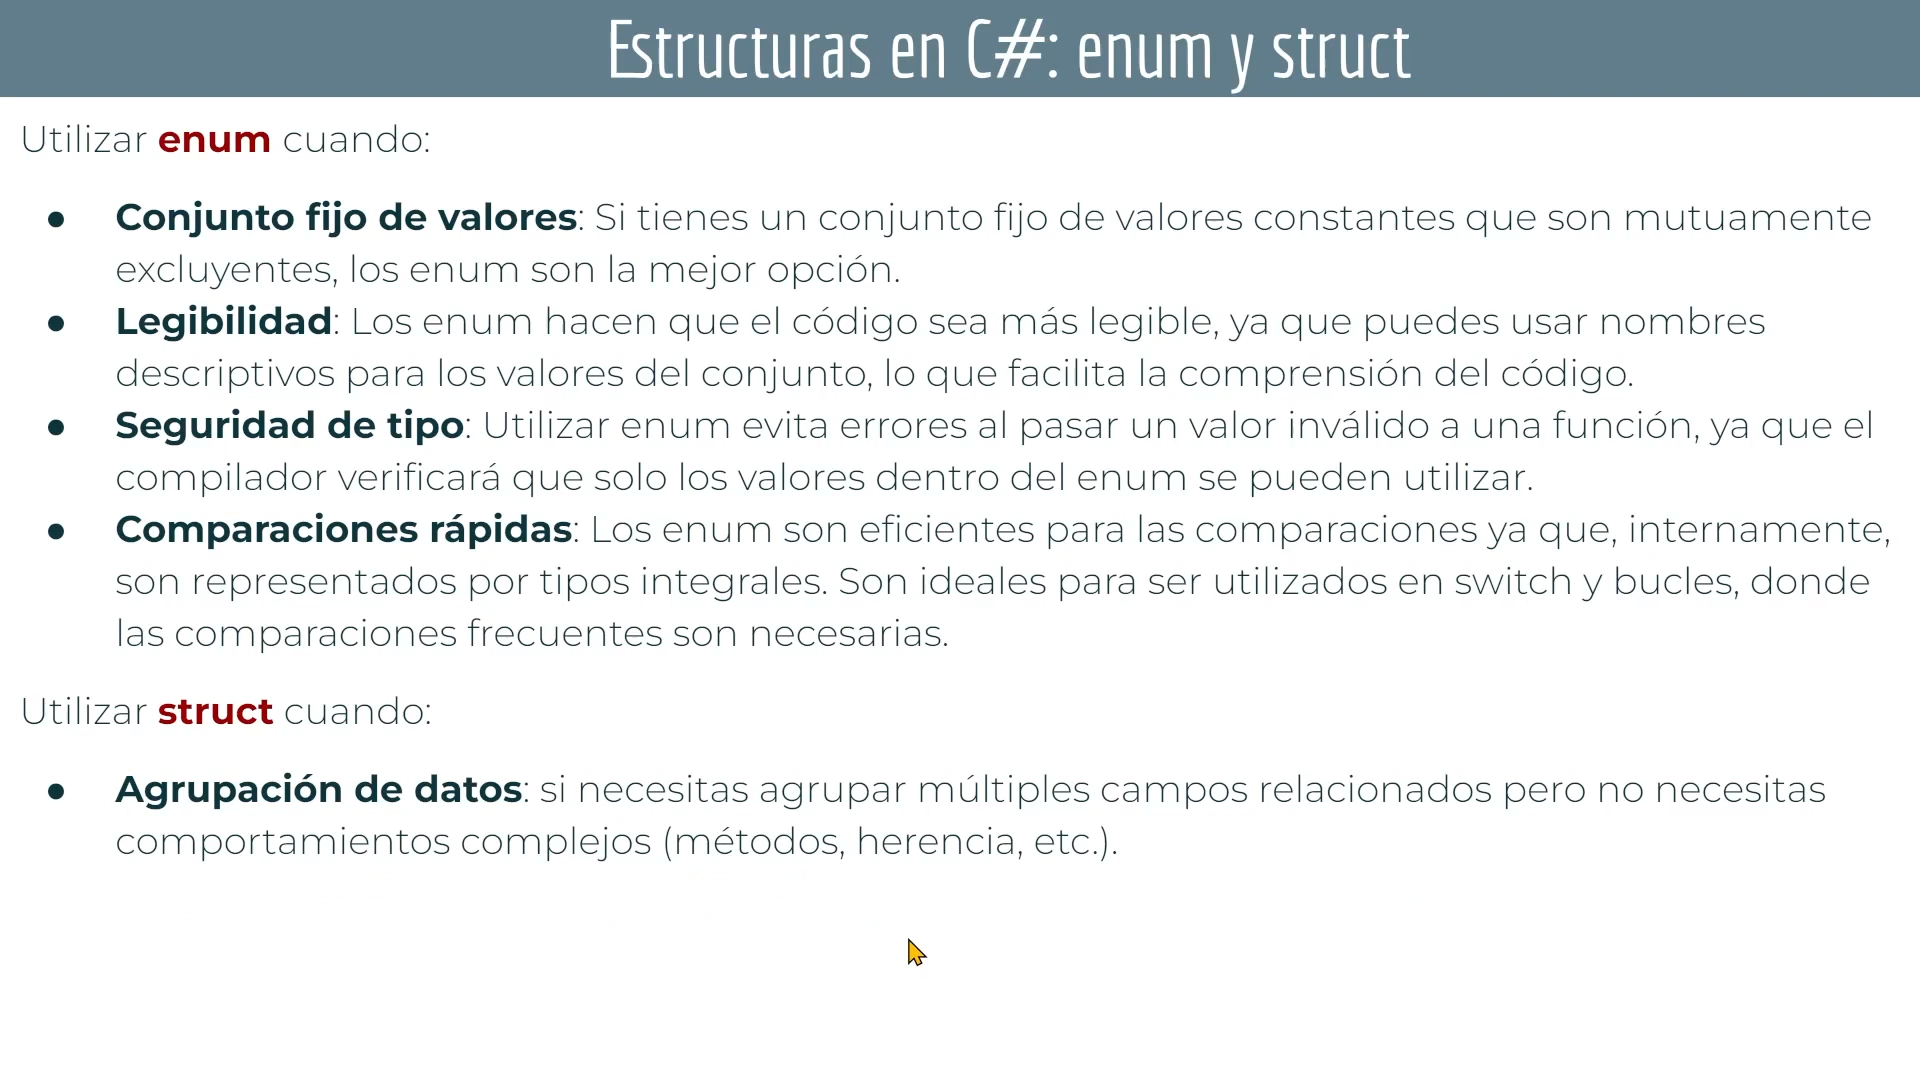 Estructuras en C#: enum y struct
Utilizar enum cuando:
● Conjunto fijo de valores: Si tienes un conjunto fijo de valores constantes que son mutuamente
excluyentes, los enum son la mejor opción.
● Legibilidad: Los enum hacen que el código sea más legible, ya que puedes usar nombres
descriptivos para los valores del conjunto, lo que facilita la comprensión del código.
● Seguridad de tipo: Utilizar enum evita errores al pasar un valor inválido a una función, ya que el
compilador verificará que solo los valores dentro del enum se pueden utilizar.
● Comparaciones rápidas: Los enum son eficientes para las comparaciones ya que, internamente,
son representados por tipos integrales. Son ideales para ser utilizados en switch y bucles, donde
las comparaciones frecuentes son necesarias.
Utilizar struct cuando:
● Agrupación de datos: si necesitas agrupar múltiples campos relacionados pero no necesitas
comportamientos complejos (métodos, herencia, etc.).